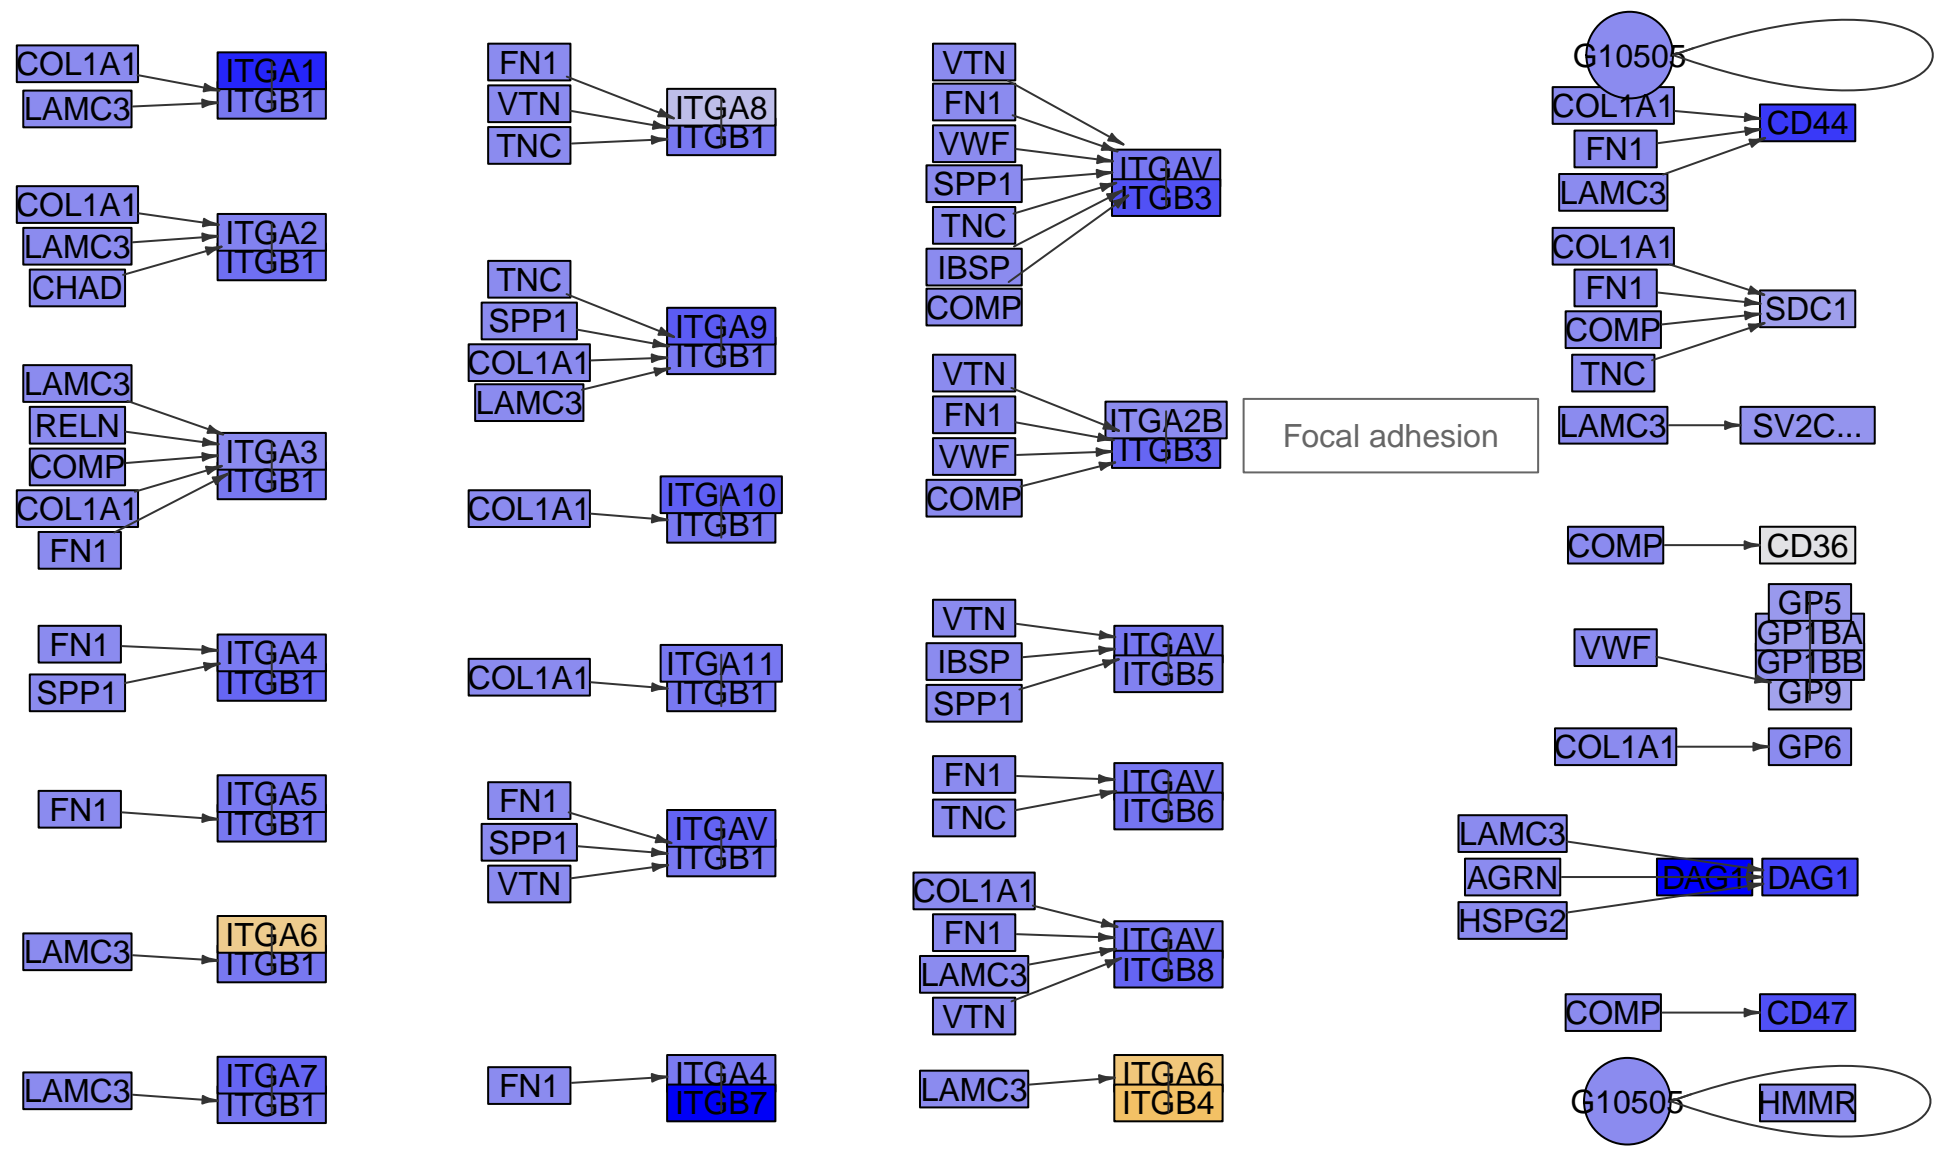 COL1A1
LAMC3
ITGA1
ITGB1
COL1A1
LAMC3
CHAD
ITGA2
ITGB1
LAMC3
RELN
COMP
COL1A1
FN1
ITGA3
ITGB1
FN1
SPP1
ITGA4
ITGB1
FN1
ITGA5
ITGB1
LAMC3
ITGA6
ITGB1
LAMC3
ITGA7
ITGB1
FN1
VTN
TNC
ITGA8
ITGB1
TNC
SPP1
COL1A1
LAMC3
ITGA9
ITGB1
COL1A1
ITGA10
ITGB1
COL1A1
ITGA11
ITGB1
FN1
SPP1
VTN
ITGAV
ITGB1
FN1
ITGA4
ITGB7
VTN
FN1
VWF
SPP1
TNC
IBSP
COMP
ITGAV
ITGB3
VTN
FN1
VWF
COMP
ITGA2B
ITGB3
Focal adhesion
VTN
IBSP
SPP1
ITGAV
ITGB5
FN1
TNC
ITGAV
ITGB6
COL1A1
FN1
LAMC3
VTN
ITGAV
ITGB8
LAMC3
ITGA6
ITGB4
G10505
COL1A1
FN1
LAMC3
CD44
COL1A1
FN1
COMP
TNC
SDC1
LAMC3
SV2C...
COMP
CD36
VWF
GP5
GP1BA
GP1BB
GP9
COL1A1
GP6
LAMC3
AGRN
HSPG2
DAG1
DAG1
COMP
CD47
G10505
HMMR